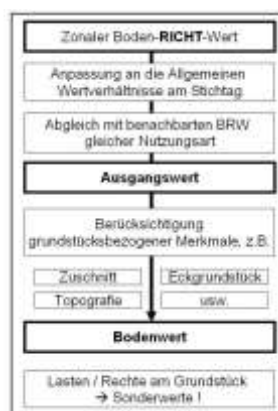 Zonaler Boden-RICHT-Wert
Anpassung an die Allgemeinen
Wertverhältnisse am Stichtag
Abgleich mit benachbarten BRW
gleicher Nutzungsart
Ausgangswert
Berücksichtigung
grundstücksbezogener Merkmale, z.B.
Zuschnitt
Eckgrundstück
Topografie
usw.
Bodenwert
Lasten / Rechte am Grundstück
→ Sonderwerte !